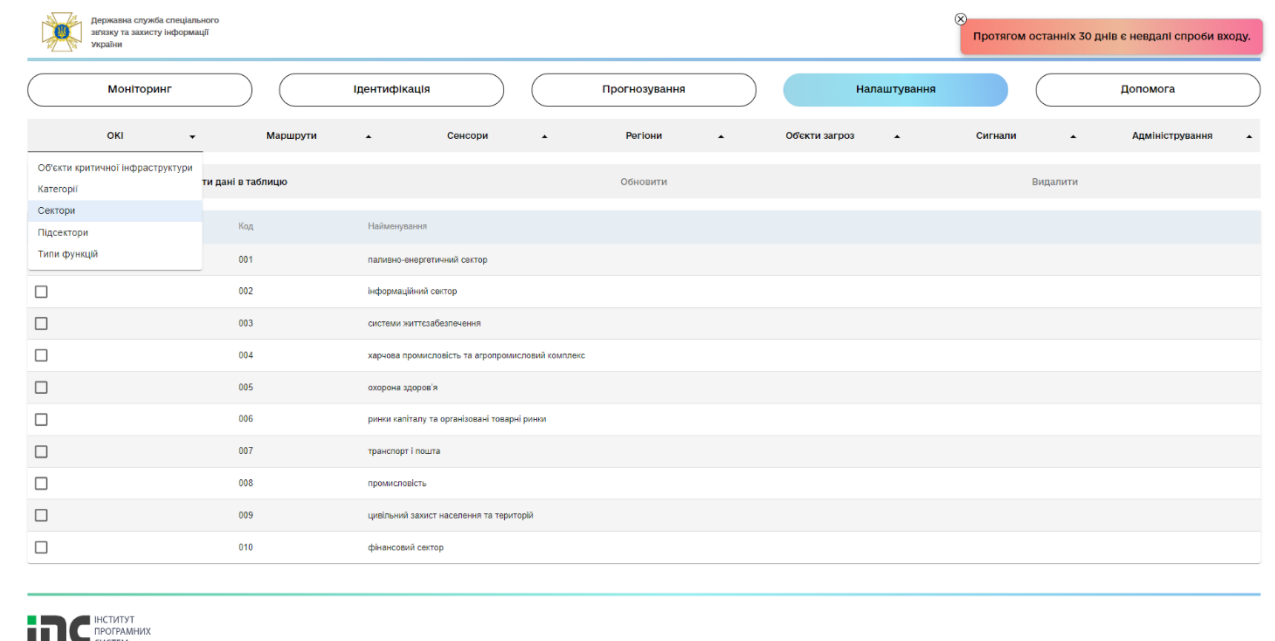 Державна служба спеціального
зв'язку та захисту інформації
України
Протягом останніх 30 днів є невдалі спроби входу.
Моніторинг
Ідентифікація
Прогнозування
Налаштування
Допомога
ОКІ
Маршрути
Сенсори
Регіони
Об'єкти загроз
Сигнали
Адміністрування
Об'єкти критичної інфраструктури
Категорії
Сектори
Підсектори
Типи функцій
ти дані в таблицю
Обновити
Видалити
Код Найменування
001 паливно-енергетичний сектор
002 інформаційний сектор
003 системи життєзабезпечення
004 харчова промисловість та агропромисловий комплекс
005 охорона здоров'я
006 ринки капіталу та організовані товарні ринки
007 транспорт і пошта
008 промисловість
009 цивільний захист населення та територій
010 фінансовий сектор
іпс
ІНСТИТУТ
ПРОГРАМНИХ
СИСТЕМ